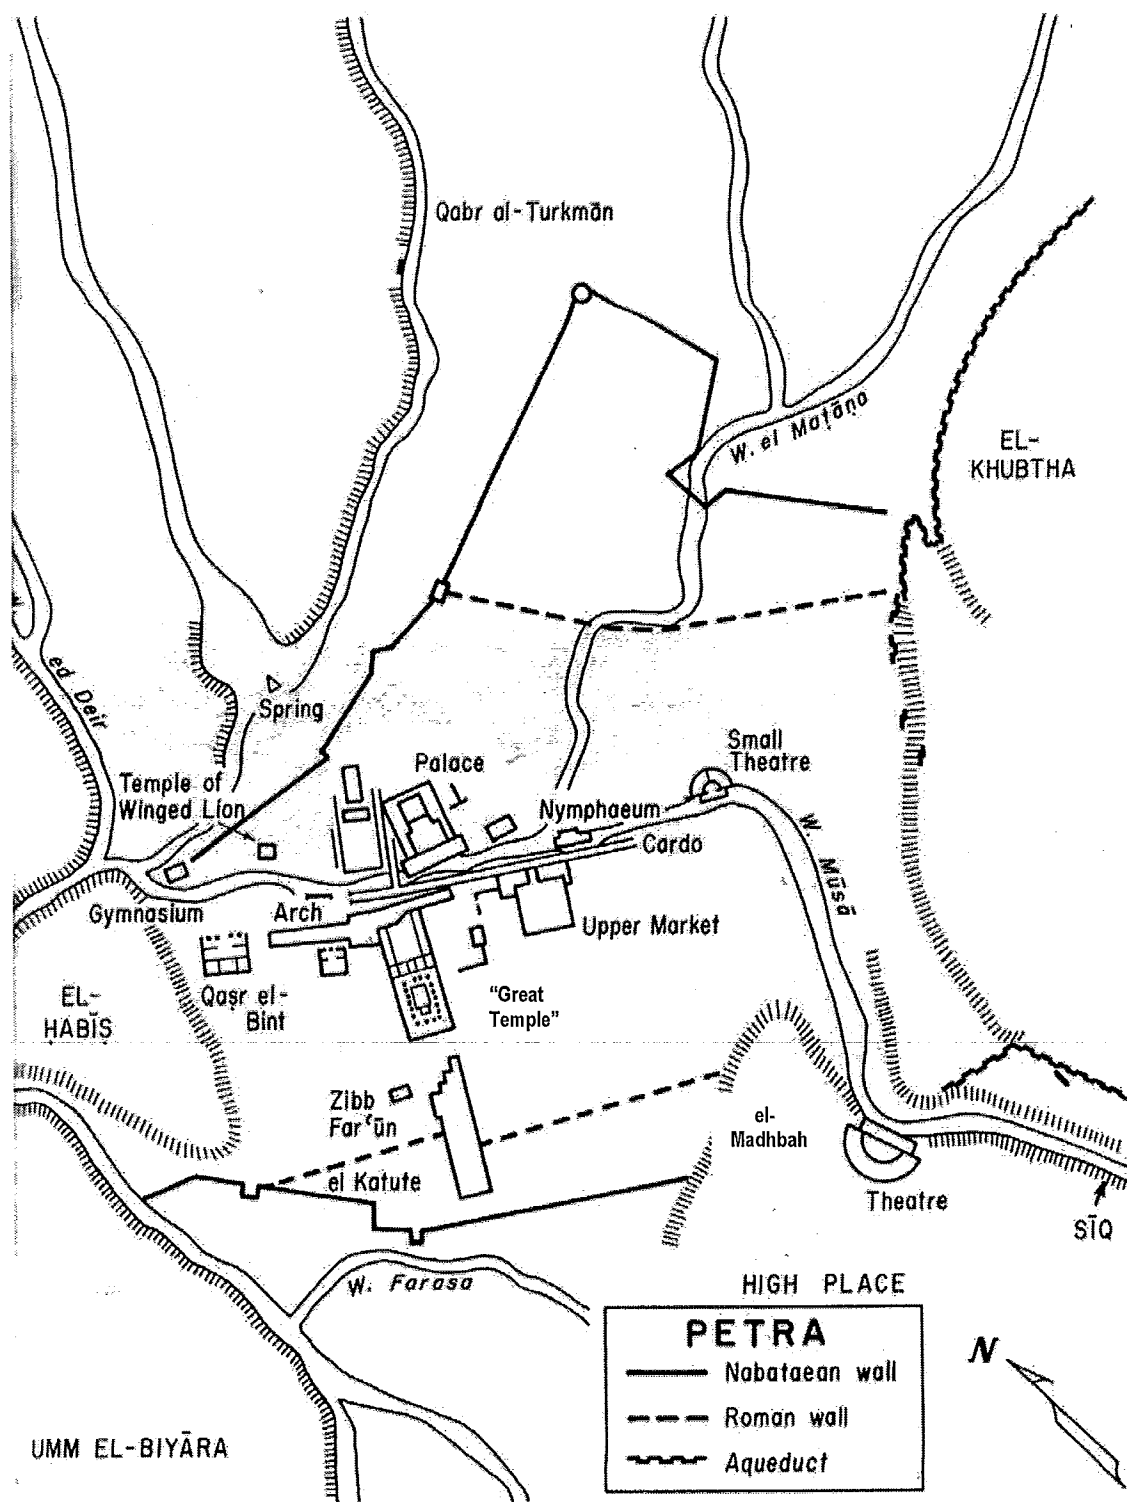 Qabr al-Turkmān
W. el Maṭāna
EL-
KHUBTHA
ed Deir
Spring
Temple of
Winged Lion
Palace
Small
Theatre
Nymphaeum
Cardo
W. Mūsā
Gymnasium
Arch
Upper Market
Qaṣr el-
Bint
"Great
Temple"
EL-
ḤABĪS
Zibb
Farʿūn
el-
Madhbah
el Katute
Theatre
SĪQ
W. Farasa
HIGH PLACE
PETRA
Nabataean wall
Roman wall
Aqueduct
N
UMM EL-BIYĀRA